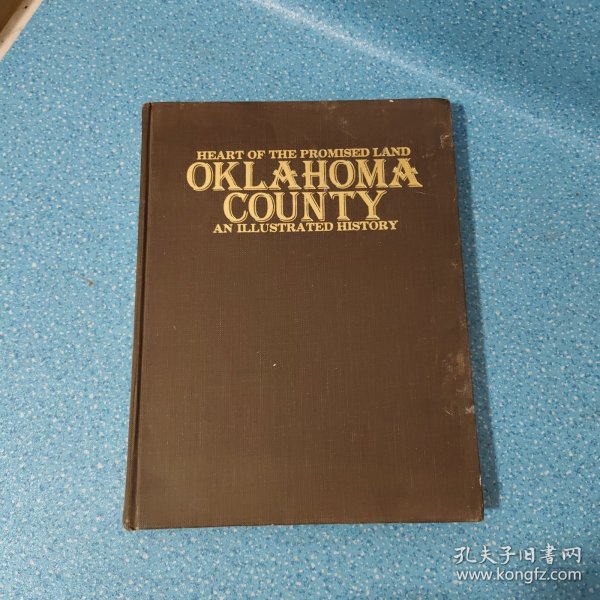 HEART OF THE PROMISED LAND
OKLAHOMA
COUNTY
AN ILLUSTRATED HISTORY
孔夫子旧书网
www.kongfz.com